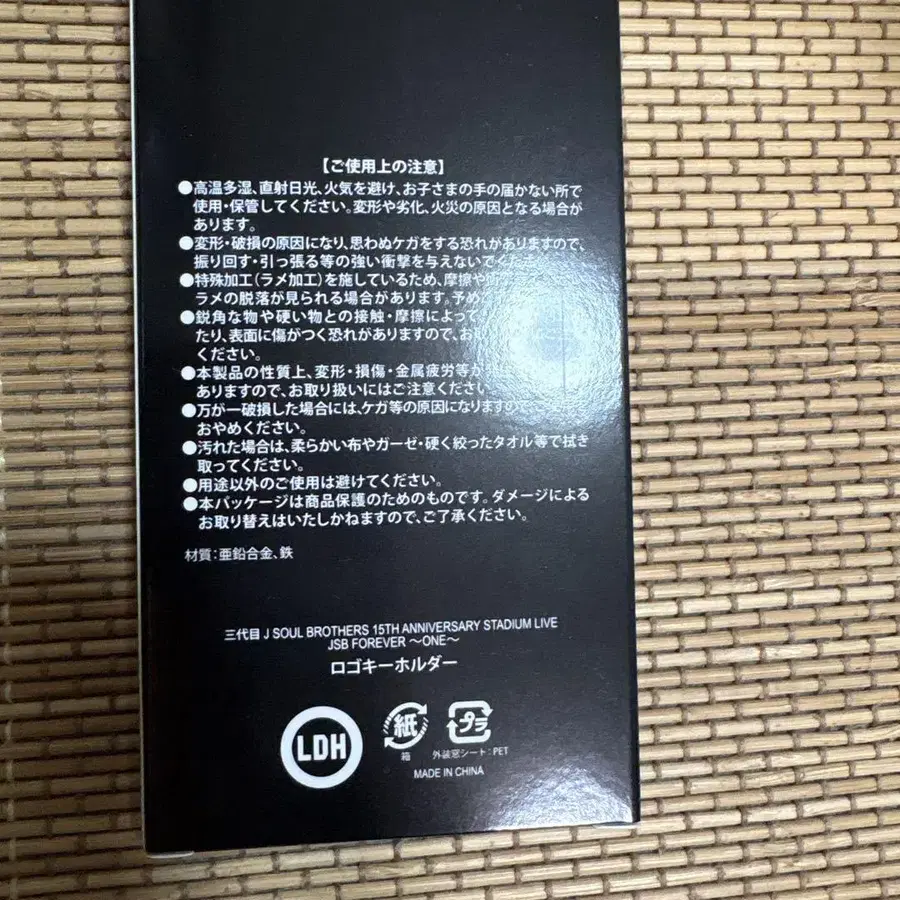 【ご使用上の注意】
●高温多湿、直射日光、火気を避け、お子さまの手の届かない所で
使用・保管してください。変形や劣化、火災の原因となる場合が
あります。
●変形・破損の原因になり、思わぬケガをする恐れがありますので、
振り回す・引っ張る等の強い衝撃を与えないでください
●特殊加工(ラメ加工)を施しているため、摩擦や
ラメの脱落が見られる場合があります。予め
●鋭角な物や硬い物との接触・摩擦によって
たり、表面に傷がつく恐れがありますので、お
ください。
●本製品の性質上、変形・損傷・金属疲労等が
ありますので、お取り扱いにはご注意ください
●万が一破損した場合には、ケガ等の原因になりますので
おやめください。
●汚れた場合は、柔らかい布やガーゼ・硬く絞ったタオル等で拭き
取ってください。
●用途以外のご使用は避けてください。
●本パッケージは商品保護のためのものです。ダメージによる
お取り替えはいたしかねますので、ご了承ください。
材質:亜鉛合金、鉄
三代目 J SOUL BROTHERS 15TH ANNIVERSARY STADIUM LIVE
JSB FOREVER ～ONE～
ロゴキーホルダー
LDH
紙
プラ
箱
外装窓シート:PET
MADE IN CHINA